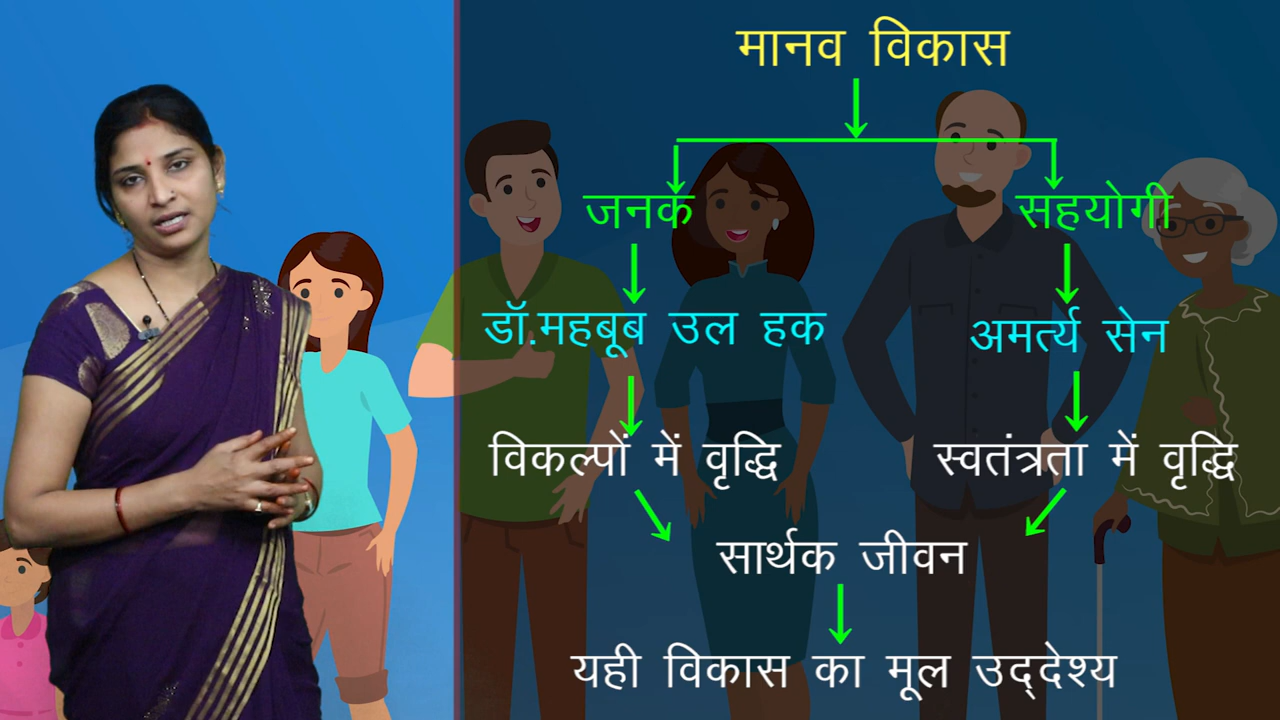 मानव विकास
जनक सहयोगी
डॉ.महबूब उल हक अमर्त्य सेन
विकल्पों में वृद्धि स्वतंत्रता में वृद्धि
सार्थक जीवन
यही विकास का मूल उद्देश्य